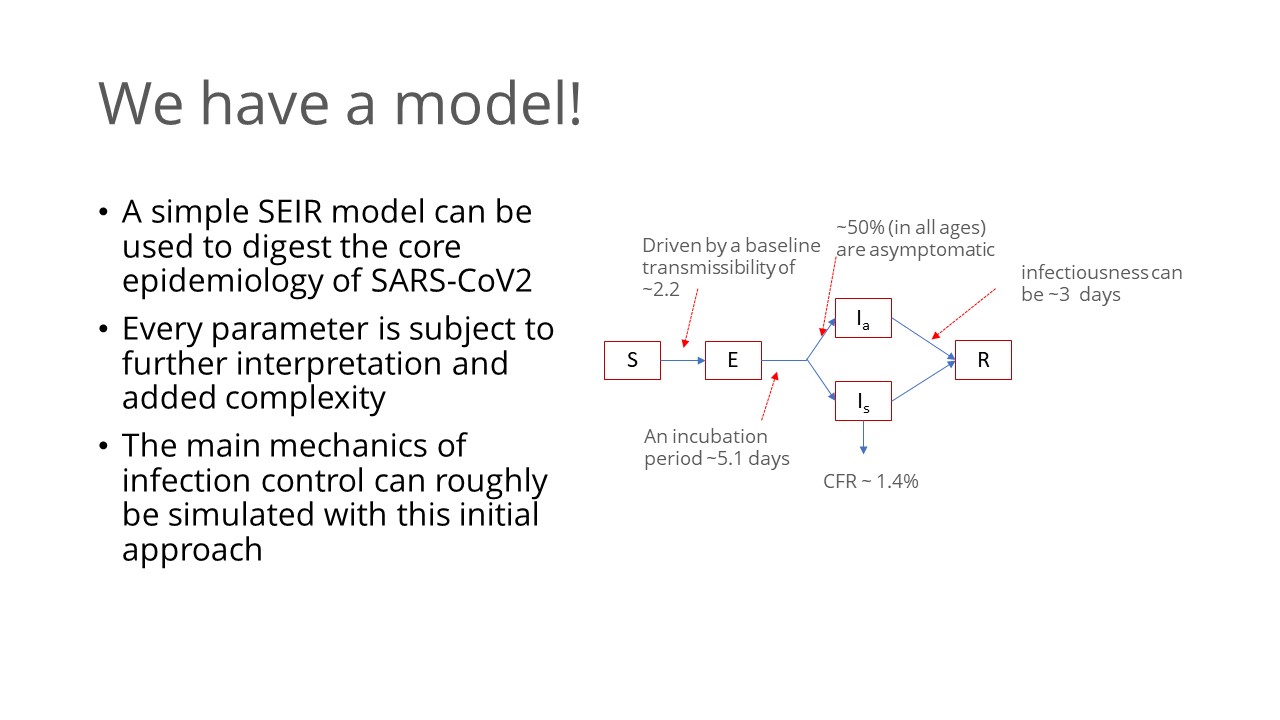 We have a model!
• A simple SEIR model can be
used to digest the core
epidemiology of SARS-CoV2
• Every parameter is subject to
further interpretation and
added complexity
• The main mechanics of
infection control can roughly
be simulated with this initial
approach
Driven by a baseline
transmissibility of
~2.2
~50% (in all ages)
are asymptomatic
infectiousness can
be ~3 days
S
E
Ia
Is
R
An incubation
period ~5.1 days
CFR ~ 1.4%